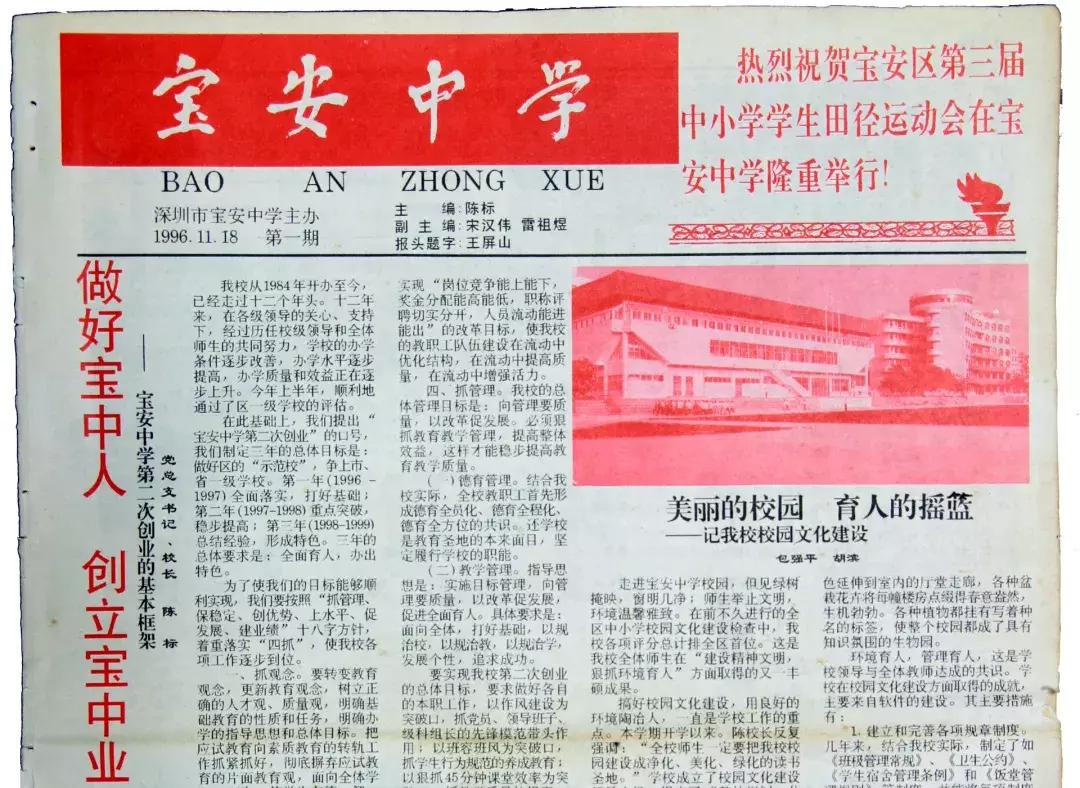 宝安中学
BAO AN ZHONG XUE
深圳市宝安中学主办
1996.11.18 第一期
主 编:陈标
副主编:宋汉伟 雷祖煜
报头题字:王屏山
热烈祝贺宝安区第三届
中小学学生田径运动会在宝
安中学隆重举行!
做好宝中人 创立宝中业
——宝安中学第二次创业的基本框架
党总支书记、校长 陈标
我校从1984年开办至今，
已经走过十二个年头。十二年
来，在各级领导的关心、支持
下，经过历任校级领导和全体
师生的共同努力，学校的办学
条件逐步改善，办学水平逐步
提高，办学质量和效益正在逐
步上升。今年上半年，顺利地
通过了区一级学校的评估。
在此基础上，我们提出“
宝安中学第二次创业”的口号，
我们制定三年的总体目标是：
做好区的“示范校”，争上市、
省一级学校。第一年(1996-
1997)全面落实，打好基础；
第二年(1997-1998)重点突破，
稳步提高；第三年(1998-1999)
总结经验，形成特色。三年的
总体要求是：全面育人，办出
特色。
为了使我们的目标能够顺
利实现，我们要按照“抓管理、
保稳定、创优势、上水平、促
发展、建业绩”十八字方针，
着重落实“四抓”，使我校各
项工作逐步到位。
一、抓观念。要转变教育
观念，更新教育观念，树立正
确的人才观、质量观，明确基
础教育的性质和任务，明确办
学的指导思想和总体目标。把
应试教育向素质教育的转轨工
作抓紧抓好，彻底摒弃应试教
育的片面教育观，面向全体学
实现“岗位竞争能上能下，
奖金分配能高能低，职称评
聘切实分开，人员流动能进
能出”的改革目标，使我校
的教职工队伍建设在流动中
优化结构，在流动中提高质
量，在流动中增强活力。
四、抓管理。我校的总
体管理目标是：向管理要质
量，以改革促发展。必须狠
抓教育教学管理，提高整体
效益，这样才能稳步提高教
育教学质量。
(一)德育管理。结合我
校实际，全校教职工首先形
成德育全员化、德育全程化、
德育全方位的共识。还学校
是教育圣地的本来面目，坚
定履行学校的职能。
(二)教学管理。指导思
想是：实施目标管理，向管
理要质量，以改革促发展，
促进全面育人。具体要求是：
面向全体，打好基础，以规
治校，以规治教，以规治学，
发展个性，追求成功。
要实现我校第二次创业
的总体目标，要求做好各自
的本职工作，以作风建设为
突破口，抓党员、领导班子、
级科组长的先锋模范带头作
用；以班容班风为突破口，
抓学生行为规范的养成教育；
以狠抓45分钟课堂效率为突
美丽的校园 育人的摇篮
——记我校校园文化建设
包强平 胡滨
走进宝安中学校园，但见绿树
掩映，窗明几净；师生举止文明，
环境温馨雅致。在前不久进行的全
区中小学校园文化建设检查中，我
校各项评分总计排全区首位。这是
我校全体师生在“建设精神文明，
狠抓环境育人”方面取得的又一丰
硕成果。
搞好校园文化建设，用良好的
环境陶冶人，一直是学校工作的重
点。本学期开学以来。陈校长反复
强调：“全校师生一定要把我校校
园建设成净化、美化、绿化的读书
圣地。”学校成立了校园文化建设
色延伸到室内的厅堂走廊，各种盆
栽花卉将每幢楼房点缀得春意盎然，
生机勃勃。各种植物都挂有写着种
名的标签，使整个校园都成了具有
知识氛围的生物园。
环境育人，管理育人，这是学
校领导与全体教师达成的共识。学
校在校园文化建设方面取得的成就，
主要来自软件的建设。其主要措施
有：
1.建立和完善各项规章制度。
几年来，结合我校实际，制定了如
《班级管理常规》、《卫生公约》、
《学生宿舍管理条例》和《饭堂管